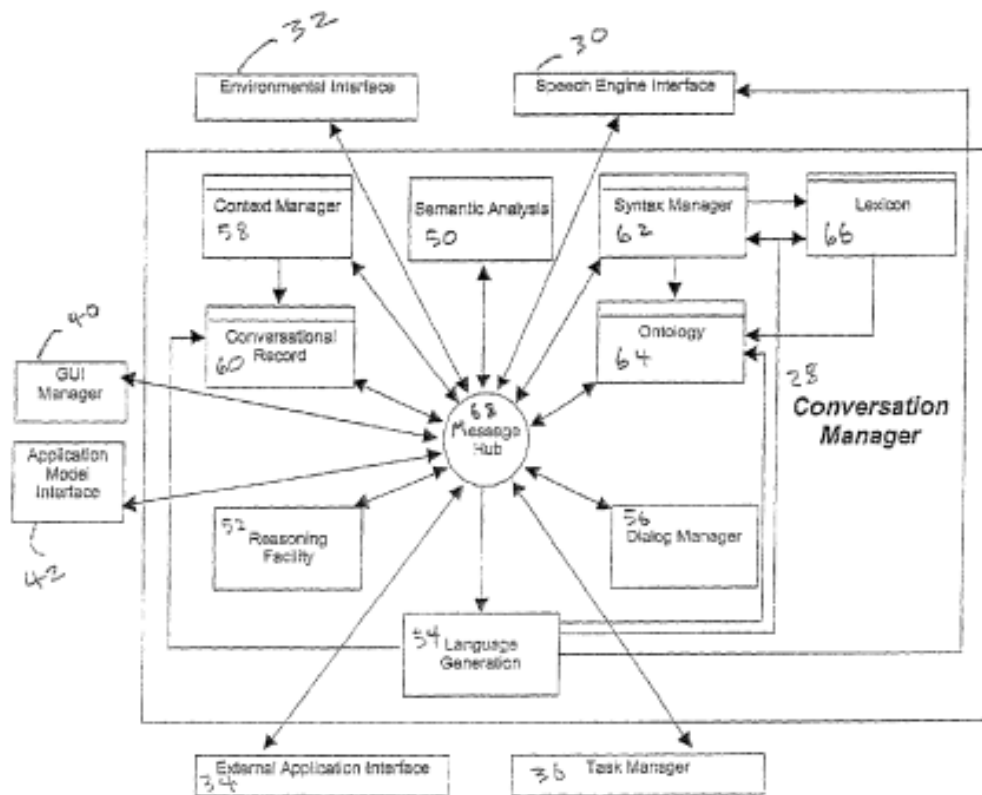 32
30
Environmental Interface
Speech Engine Interface
Context Manager
58
Semantic Analysis
50
Syntax Manager
62
Lexicon
66
40
Conversational
Record
60
Ontology
64
GUI
Manager
28
Conversation
Manager
68
Message
Hub
Application
Model
Interface
42
52
Reasoning
Facility
56
Dialog Manager
54
Language
Generation
External Application Interface
34
36
Task Manager